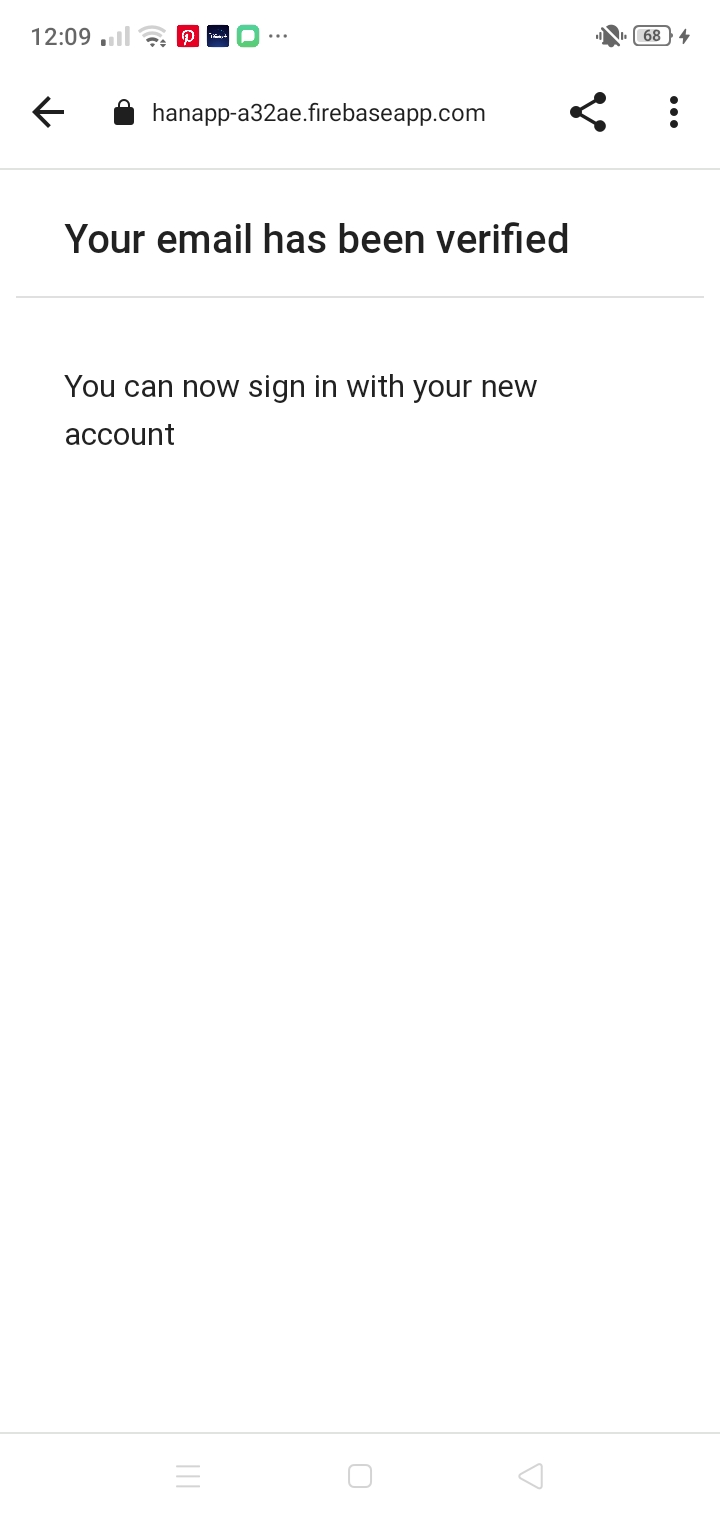 12:09
68
hanapp-a32ae.firebaseapp.com
Your email has been verified
You can now sign in with your new
account